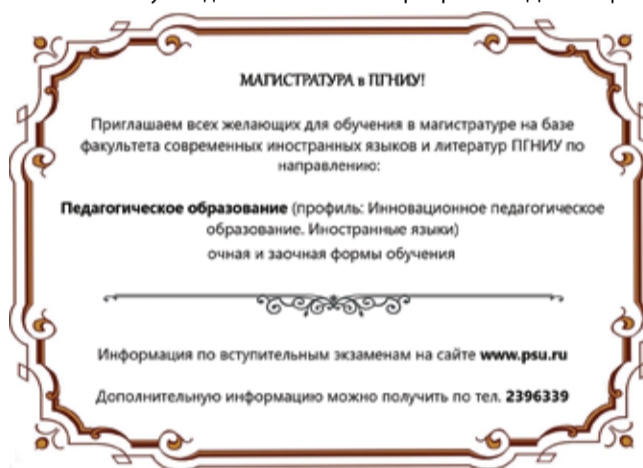 МАГИСТРАТУРА в ПГНИУ!
Приглашаем всех желающих для обучения в магистратуре на базе
факультета современных иностранных языков и литератур ПГНИУ по
направлению:
Педагогическое образование (профиль: Инновационное педагогическое
образование. Иностранные языки)
очная и заочная формы обучения
Информация по вступительным экзаменам на сайте www.psu.ru
Дополнительную информацию можно получить по тел. 2396339